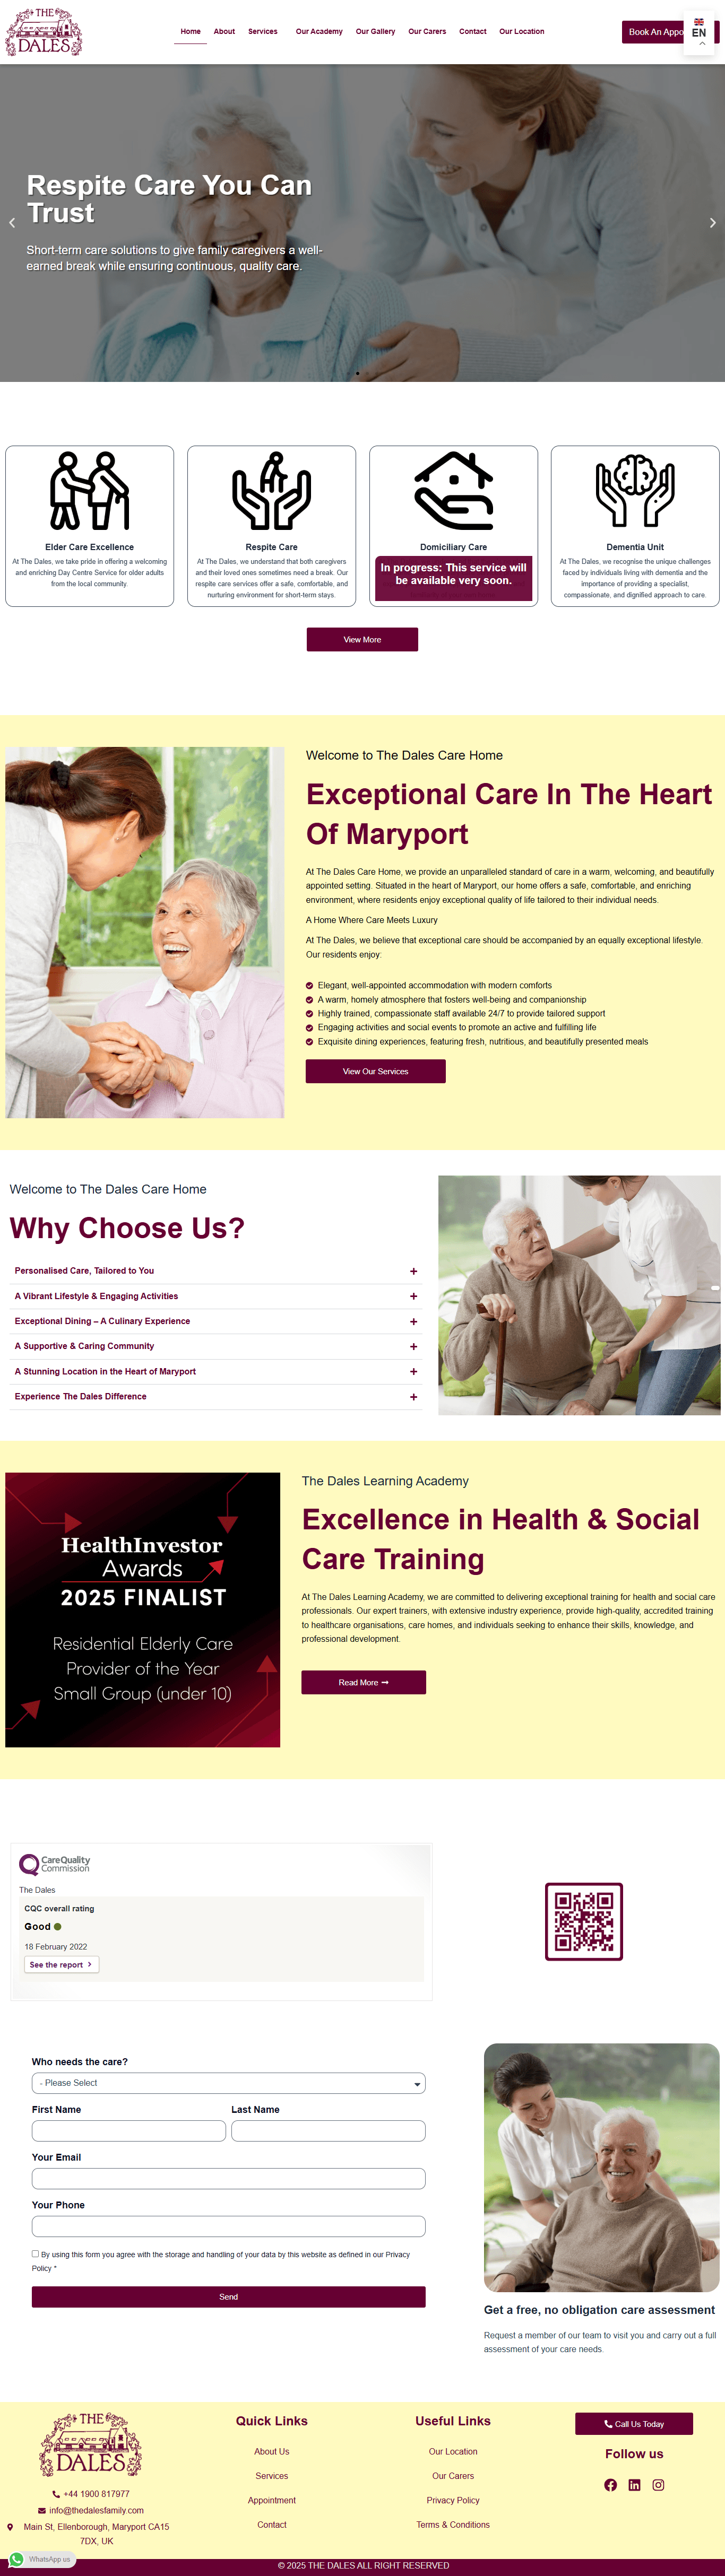 THE
DALES
Home About Services Our Academy Our Gallery Our Carers Contact Our Location
Book An Appo
EN
Respite Care You Can
Trust
Short-term care solutions to give family caregivers a well-
earned break while ensuring continuous, quality care.
Elder Care Excellence
At The Dales, we take pride in offering a welcoming
and enriching Day Centre Service for older adults
from the local community.
Respite Care
At The Dales, we understand that both caregivers
and their loved ones sometimes need a break. Our
respite care services offer a safe, comfortable, and
nurturing environment for short-term stays.
Domiciliary Care
In progress: This service will
be available very soon.
Dementia Unit
At The Dales, we recognise the unique challenges
faced by individuals living with dementia and the
importance of providing a specialist,
compassionate, and dignified approach to care.
View More
Welcome to The Dales Care Home
Exceptional Care In The Heart
Of Maryport
At The Dales Care Home, we provide an unparalleled standard of care in a warm, welcoming, and beautifully
appointed setting. Situated in the heart of Maryport, our home offers a safe, comfortable, and enriching
environment, where residents enjoy exceptional quality of life tailored to their individual needs.
A Home Where Care Meets Luxury
At The Dales, we believe that exceptional care should be accompanied by an equally exceptional lifestyle.
Our residents enjoy:
Elegant, well-appointed accommodation with modern comforts
A warm, homely atmosphere that fosters well-being and companionship
Highly trained, compassionate staff available 24/7 to provide tailored support
Engaging activities and social events to promote an active and fulfilling life
Exquisite dining experiences, featuring fresh, nutritious, and beautifully presented meals
View Our Services
Welcome to The Dales Care Home
Why Choose Us?
Personalised Care, Tailored to You
A Vibrant Lifestyle & Engaging Activities
Exceptional Dining – A Culinary Experience
A Supportive & Caring Community
A Stunning Location in the Heart of Maryport
Experience The Dales Difference
HealthInvestor
Awards
2025 FINALIST
Residential Elderly Care
Provider of the Year
Small Group (under 10)
The Dales Learning Academy
Excellence in Health & Social
Care Training
At The Dales Learning Academy, we are committed to delivering exceptional training for health and social care
professionals. Our expert trainers, with extensive industry experience, provide high-quality, accredited training
to healthcare organisations, care homes, and individuals seeking to enhance their skills, knowledge, and
professional development.
Read More
CareQuality
Commission
The Dales
CQC overall rating
Good
18 February 2022
See the report
Who needs the care?
- Please Select
First Name Last Name
Your Email
Your Phone
By using this form you agree with the storage and handling of your data by this website as defined in our Privacy
Policy *
Send
Get a free, no obligation care assessment
Request a member of our team to visit you and carry out a full
assessment of your care needs.
THE
DALES
+44 1900 817977
info@thedalesfamily.com
Main St, Ellenborough, Maryport CA15
7DX, UK
Quick Links
About Us
Services
Appointment
Contact
Useful Links
Our Location
Our Carers
Privacy Policy
Terms & Conditions
Call Us Today
Follow us
WhatsApp us
© 2025 THE DALES ALL RIGHT RESERVED